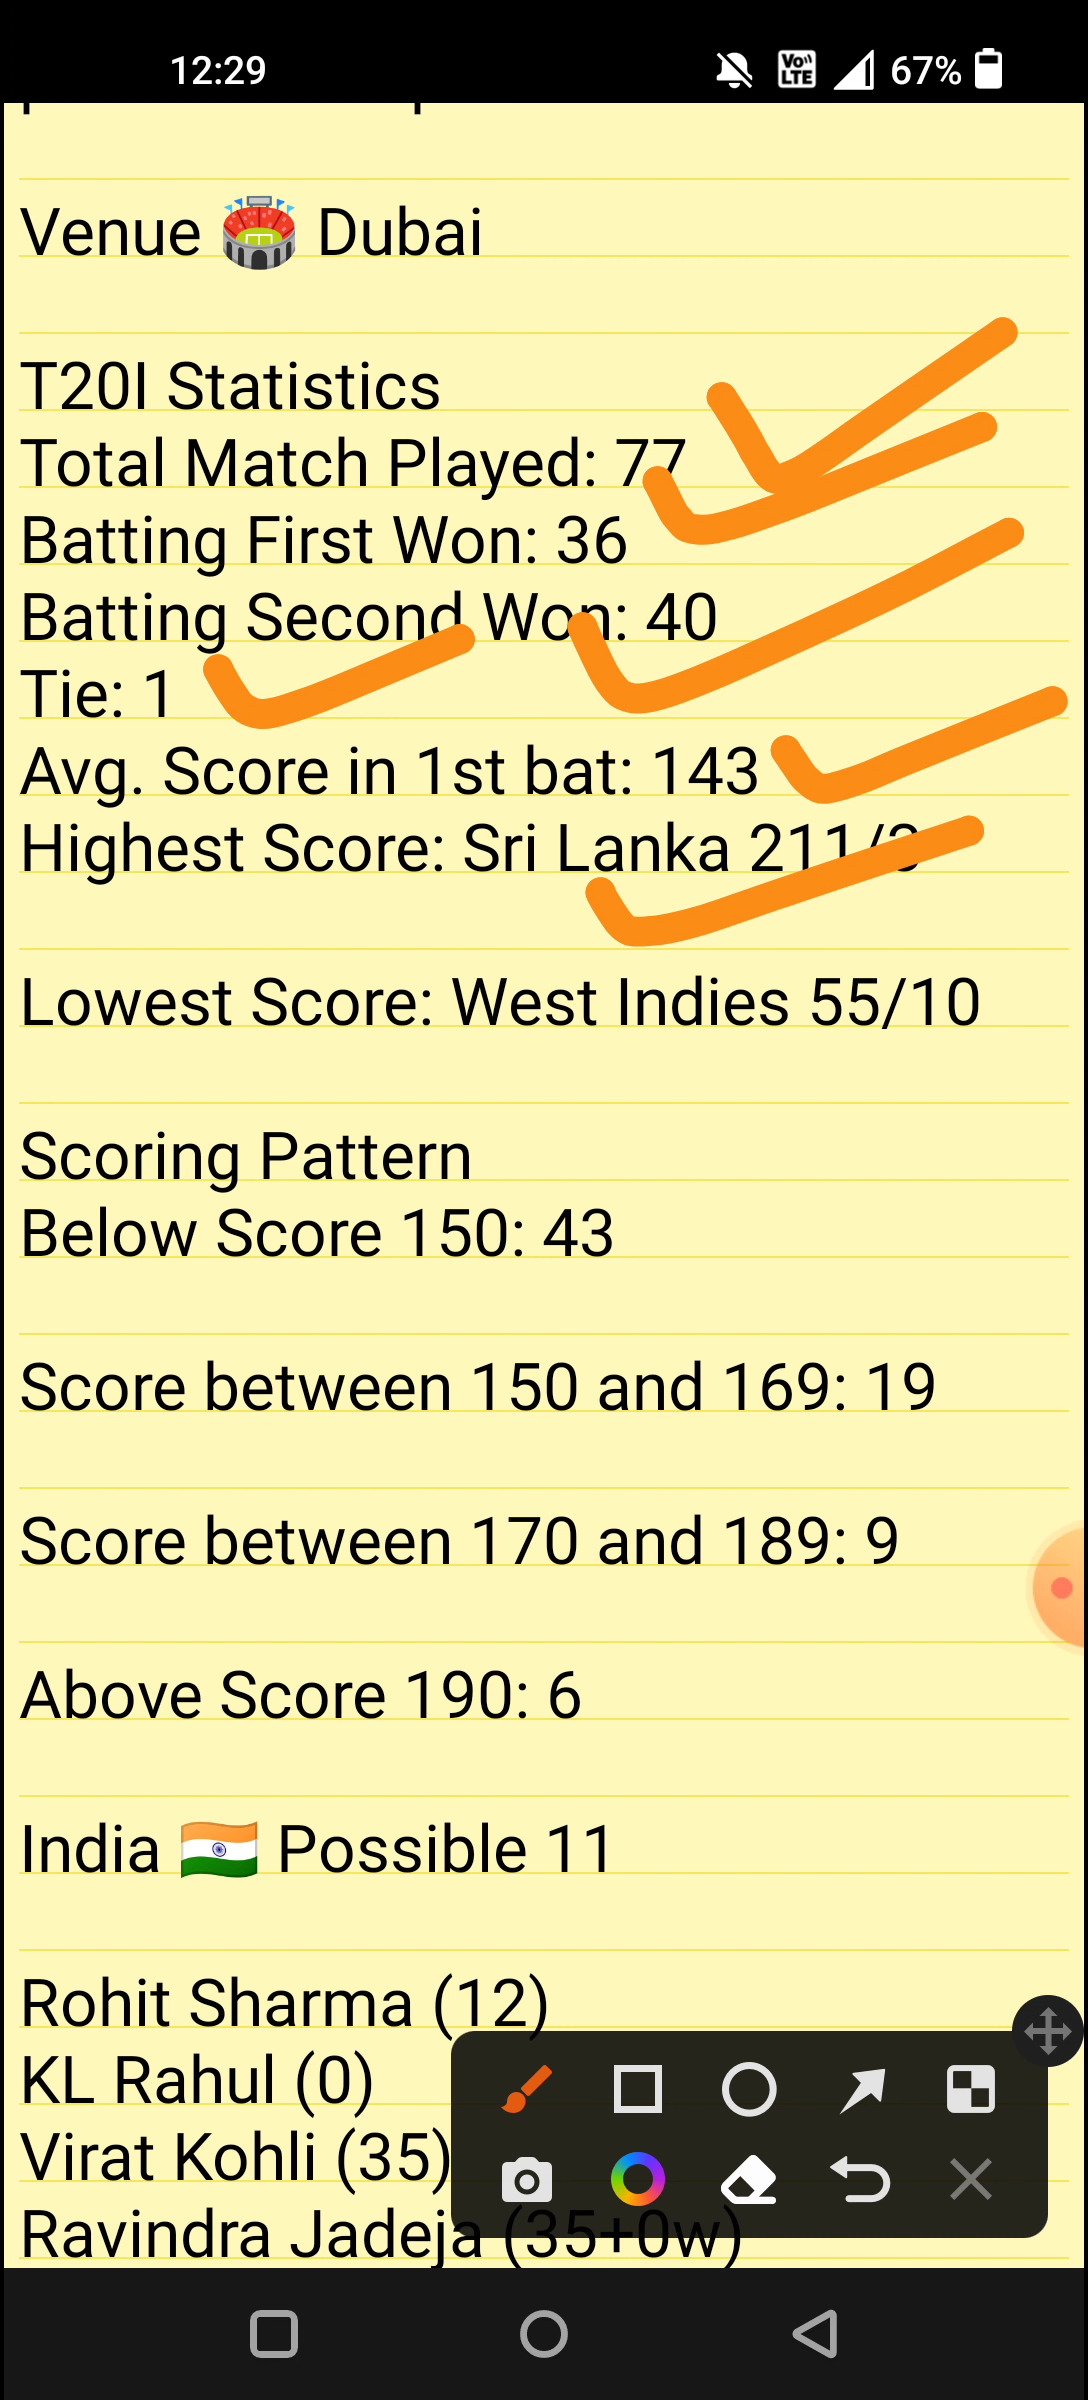 12:29 Vo)) LTE 67%
Venue 🏟 Dubai
T20I Statistics
Total Match Played: 77
Batting First Won: 36
Batting Second Won: 40
Tie: 1
Avg. Score in 1st bat: 143
Highest Score: Sri Lanka
Lowest Score: West Indies 55/10
Scoring Pattern
Below Score 150: 43
Score between 150 and 169: 19
Score between 170 and 189: 9
Above Score 190: 6
India 🇮🇳 Possible 11
Rohit Sharma (12)
KL Rahul (0)
Virat Kohli (35)
Ravindra Jadeja (35+0w)